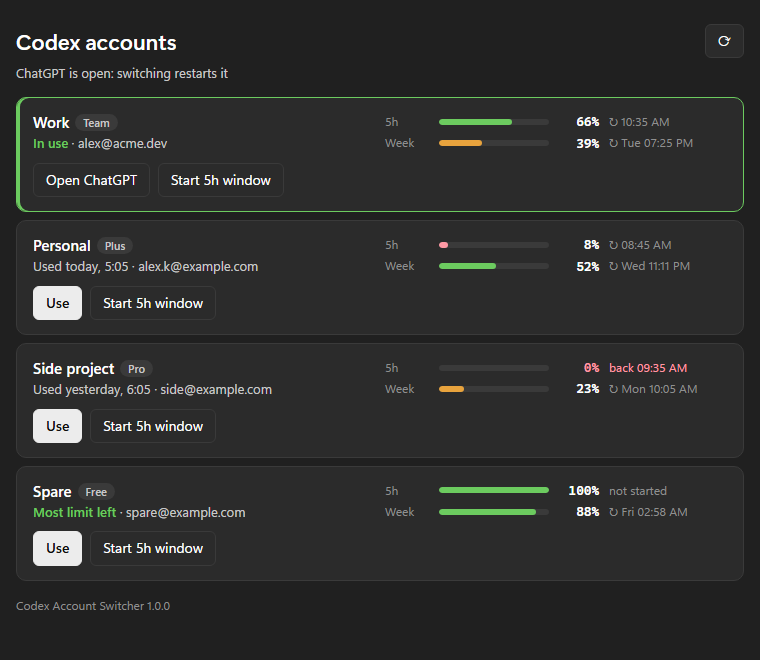 Codex accounts
⟳
ChatGPT is open: switching restarts it
Work Team 5h 66% ↻ 10:35 AM
In use · alex@acme.dev Week 39% ↻ Tue 07:25 PM
Open ChatGPT Start 5h window
Personal Plus 5h 8% ↻ 08:45 AM
Used today, 5:05 · alex.k@example.com Week 52% ↻ Wed 11:11 PM
Use Start 5h window
Side project Pro 5h 0% back 09:35 AM
Used yesterday, 6:05 · side@example.com Week 23% ↻ Mon 10:05 AM
Use Start 5h window
Spare Free 5h 100% not started
Most limit left · spare@example.com Week 88% ↻ Fri 02:58 AM
Use Start 5h window
Codex Account Switcher 1.0.0